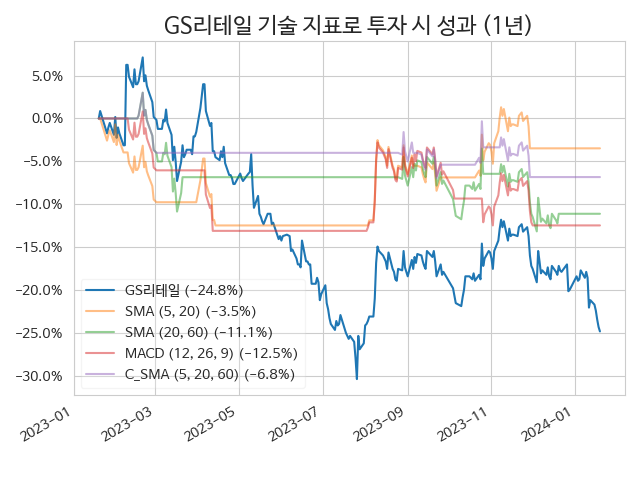 GS리테일 기술 지표로 투자 시 성과 (1년)
5.0%
0.0%
−5.0%
−10.0%
−15.0%
−20.0%
−25.0%
−30.0%
GS리테일 (−24.8%)
SMA (5, 20) (−3.5%)
SMA (20, 60) (−11.1%)
MACD (12, 26, 9) (−12.5%)
C_SMA (5, 20, 60) (−6.8%)
2023−01
2023−03
2023−05
2023−07
2023−09
2023−11
2024−01